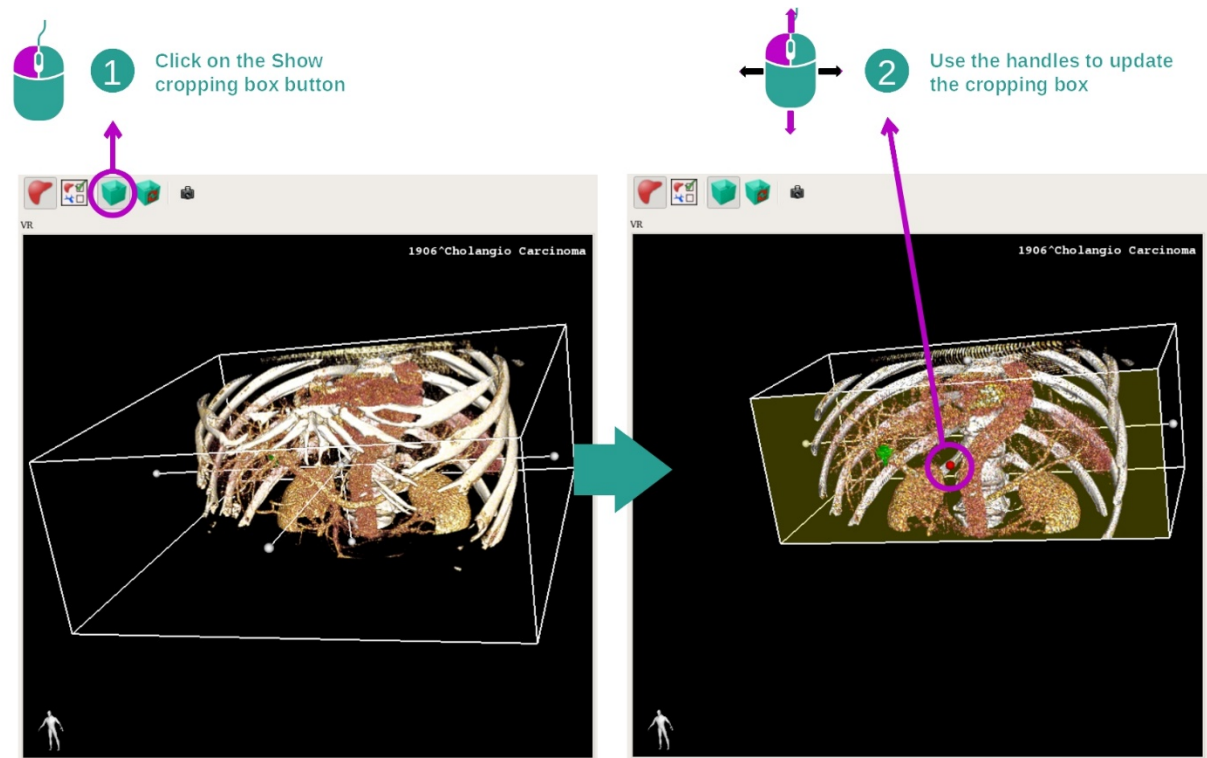 1
Click on the Show
cropping box button
2
Use the handles to update
the cropping box
VR
1906^Cholangio Carcinoma
VR
1906^Cholangio Carcinoma